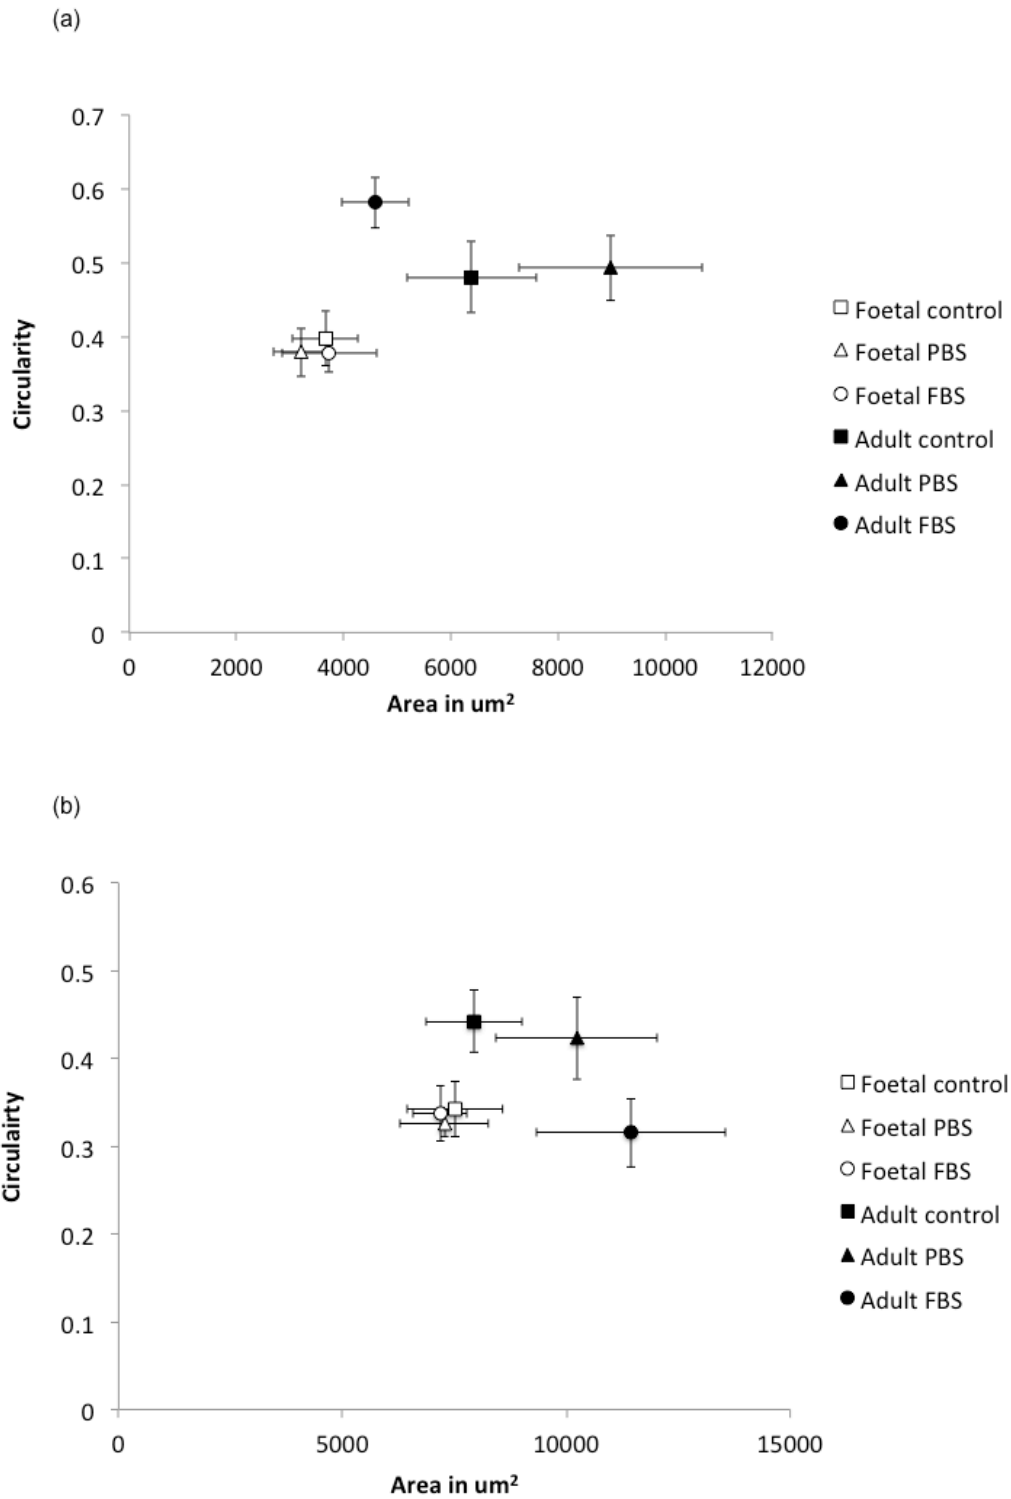 (a)
0.7
0.6
0.5
0.4
0.3
0.2
0.1
0
Circularity
0 2000 4000 6000 8000 10000 12000
Area in um²
Foetal control
Foetal PBS
Foetal FBS
Adult control
Adult PBS
Adult FBS
(b)
0.6
0.5
0.4
0.3
0.2
0.1
0
Circulairty
0 5000 10000 15000
Area in um²
Foetal control
Foetal PBS
Foetal FBS
Adult control
Adult PBS
Adult FBS